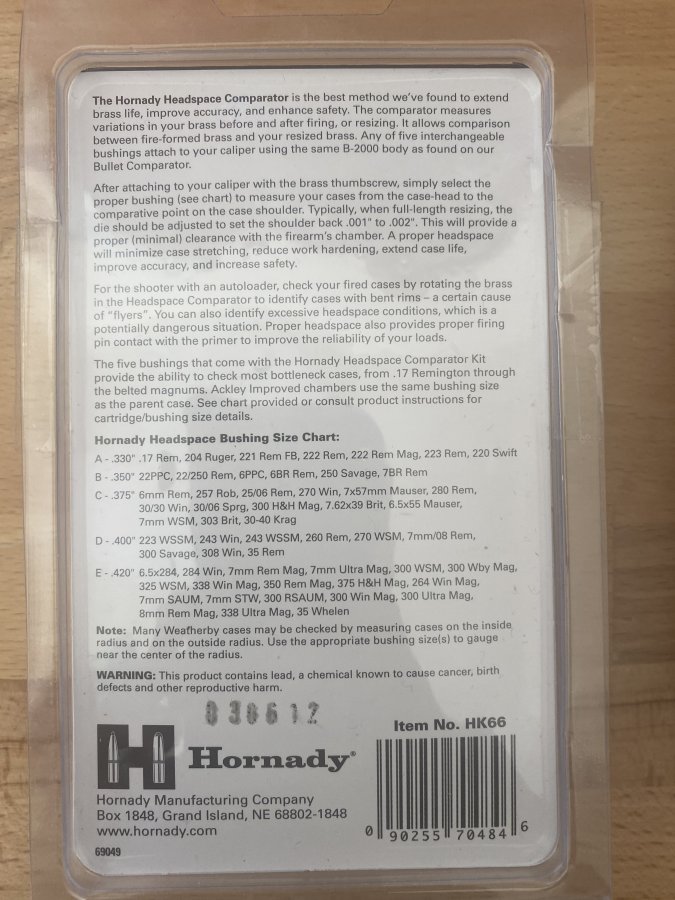 The Hornady Headspace Comparator is the best method we've found to extend
brass life, improve accuracy, and enhance safety. The comparator measures
variations in your brass before and after firing, or resizing. It allows comparison
between fire-formed brass and your resized brass. Any of five interchangeable
bushings attach to your caliper using the same B-2000 body as found on our
Bullet Comparator.
After attaching to your caliper with the brass thumbscrew, simply select the
proper bushing (see chart) to measure your cases from the case-head to the
comparative point on the case shoulder. Typically, when full-length resizing, the
die should be adjusted to set the shoulder back .001" to .002". This will provide a
proper (minimal) clearance with the firearm's chamber. A proper headspace
will minimize case stretching, reduce work hardening, extend case life,
improve accuracy, and increase safety.
For the shooter with an autoloader, check your fired cases by rotating the brass
in the Headspace Comparator to identify cases with bent rims – a certain cause
of "flyers". You can also identify excessive headspace conditions, which is a
potentially dangerous situation. Proper headspace also provides proper firing
pin contact with the primer to improve the reliability of your loads.
The five bushings that come with the Hornady Headspace Comparator Kit
provide the ability to check most bottleneck cases, from .17 Remington through
the belted magnums. Ackley Improved chambers use the same bushing size
as the parent case. See chart provided or consult product instructions for
cartridge/bushing size details.
Hornady Headspace Bushing Size Chart:
A - .330" .17 Rem, 204 Ruger, 221 Rem FB, 222 Rem, 222 Rem Mag, 223 Rem, 220 Swift
B - .350" 22PPC, 22/250 Rem, 6PPC, 6BR Rem, 250 Savage, 7BR Rem
C - .375" 6mm Rem, 257 Rob, 25/06 Rem, 270 Win, 7x57mm Mauser, 280 Rem,
30/30 Win, 30/06 Sprg, 300 H&H Mag, 7.62x39 Brit, 6.5x55 Mauser,
7mm WSM, 303 Brit, 30-40 Krag
D - .400" 223 WSSM, 243 Win, 243 WSSM, 260 Rem, 270 WSM, 7mm/08 Rem,
300 Savage, 308 Win, 35 Rem
E - .420" 6.5x284, 284 Win, 7mm Rem Mag, 7mm Ultra Mag, 300 WSM, 300 Wby Mag,
325 WSM, 338 Win Mag, 350 Rem Mag, 375 H&H Mag, 264 Win Mag,
7mm SAUM, 7mm STW, 300 RSAUM, 300 Win Mag, 300 Ultra Mag,
8mm Rem Mag, 338 Ultra Mag, 35 Whelen
Note: Many Weatherby cases may be checked by measuring cases on the inside
radius and on the outside radius. Use the appropriate bushing size(s) to gauge
near the center of the radius.
WARNING: This product contains lead, a chemical known to cause cancer, birth
defects and other reproductive harm.
030612
Item No. HK66
H Hornady®
Hornady Manufacturing Company
Box 1848, Grand Island, NE 68802-1848
www.hornady.com
0 90255 70484 6
69049